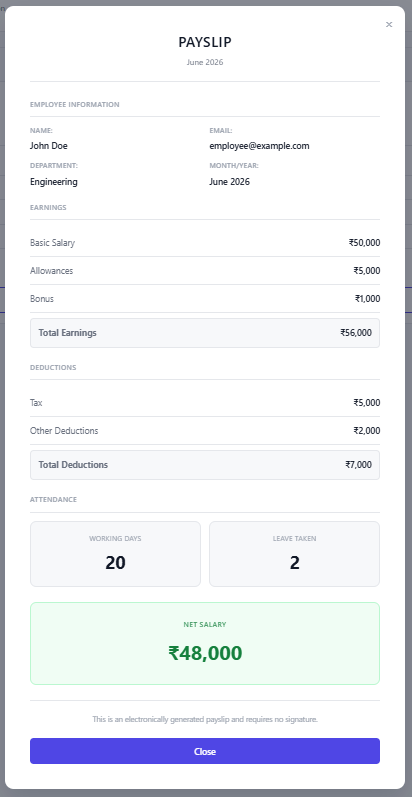 ×
PAYSLIP
June 2026
EMPLOYEE INFORMATION
NAME: EMAIL:
John Doe employee@example.com
DEPARTMENT: MONTH/YEAR:
Engineering June 2026
EARNINGS
Basic Salary ₹50,000
Allowances ₹5,000
Bonus ₹1,000
Total Earnings ₹56,000
DEDUCTIONS
Tax ₹5,000
Other Deductions ₹2,000
Total Deductions ₹7,000
ATTENDANCE
WORKING DAYS LEAVE TAKEN
20 2
NET SALARY
₹48,000
This is an electronically generated payslip and requires no signature.
Close